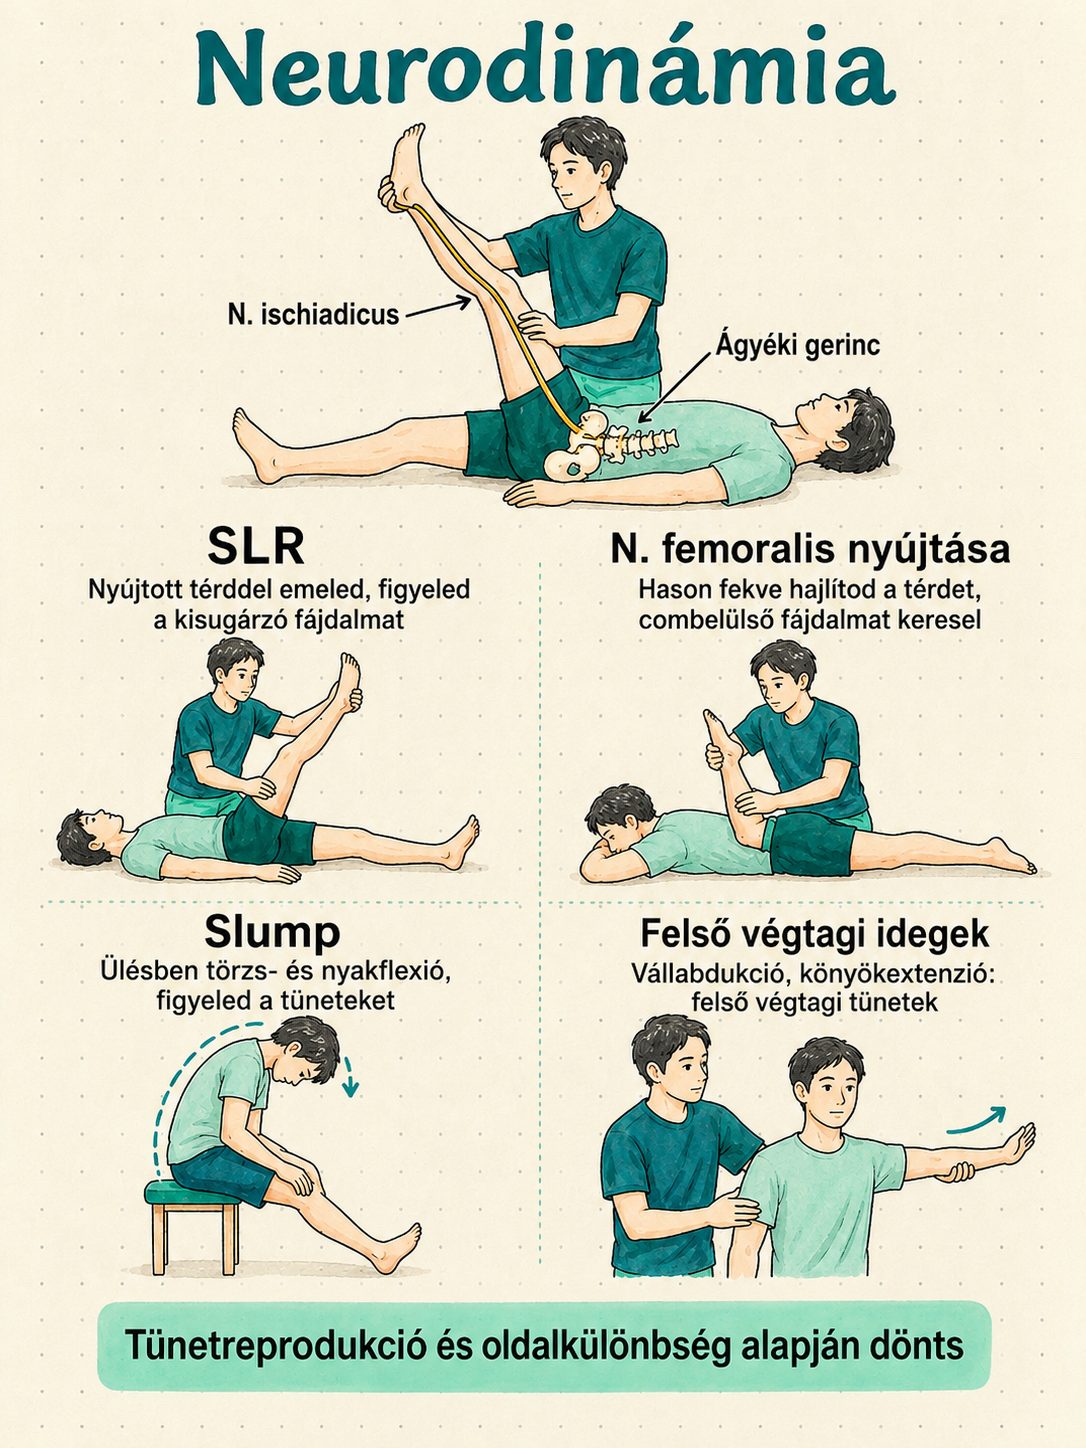 Neurodinámia
N. ischiadicus
Ágyéki gerinc
SLR
Nyújtott térddel emeled, figyeled
a kisugárzó fájdalmat
N. femoralis nyújtása
Hason fekve hajlítod a térdet,
combelülső fájdalmat keresel
Slump
Ülésben törzs- és nyakflexió,
figyeled a tüneteket
Felső végtagi idegek
Vállabdukció, könyökextenzió:
felső végtagi tünetek
Tünetreprodukció és oldalkülönbség alapján dönts